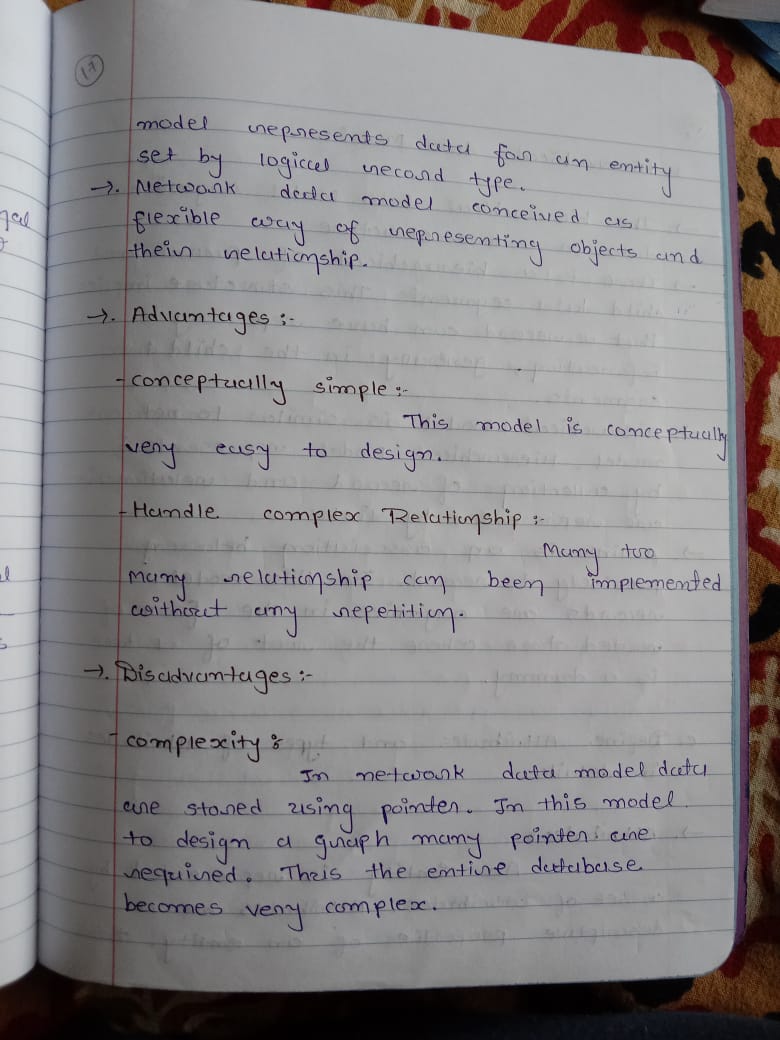 17
model represents data for an entity
set by logical record type.
→. Network data model conceived as
flexible way of representing objects and
their relationship.
→. Advantages :-
- conceptually simple :-
This model is conceptually
very easy to design.
- Handle complex Relationship :-
Many too
many relationship can been implemented
without any repetition.
→. Disadvantages :-
- complexity :
In network data model data
are stored using pointer. In this model
to design a graph many pointer are
required. Thus the entire database
becomes very complex.